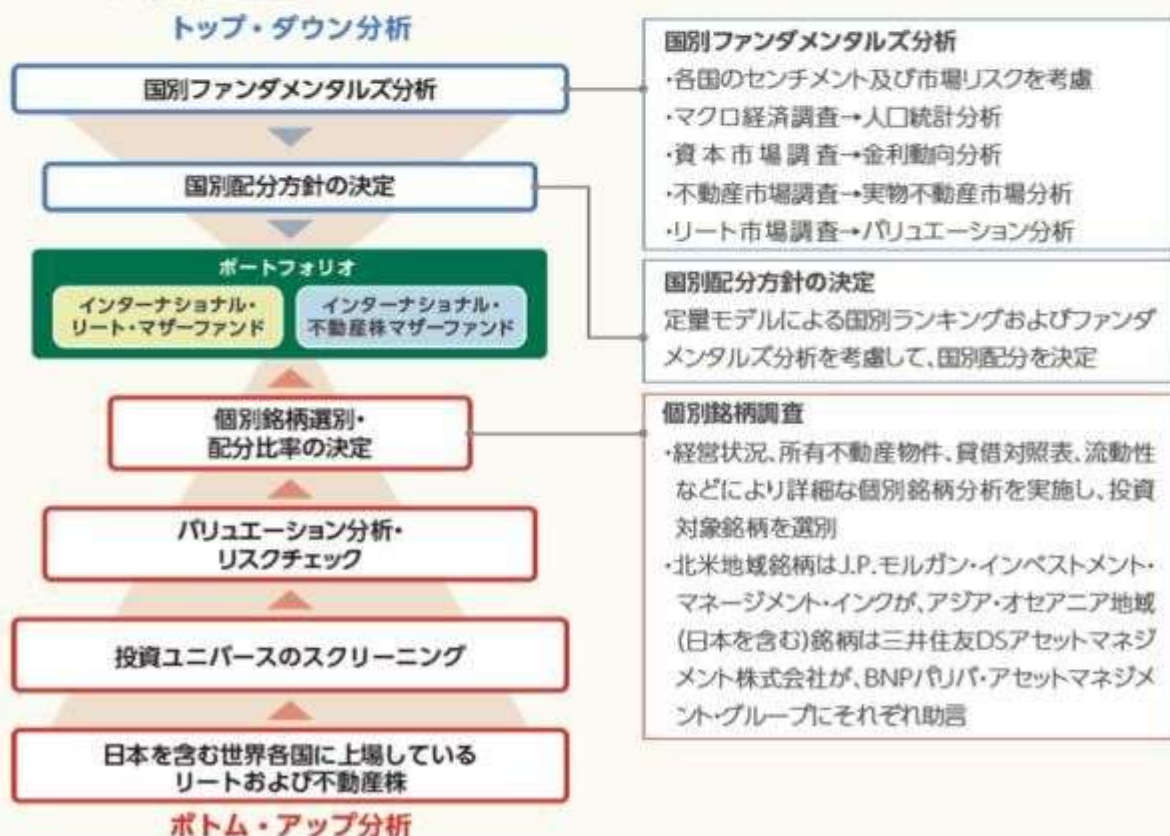 トップ・ダウン分析
国別ファンダメンタルズ分析
国別配分方針の決定
ポートフォリオ
インターナショナル・
リート・マザーファンド
インターナショナル・
不動産株マザーファンド
個別銘柄選別・
配分比率の決定
バリュエーション分析・
リスクチェック
投資ユニバースのスクリーニング
日本を含む世界各国に上場している
リートおよび不動産株
ボトム・アップ分析
国別ファンダメンタルズ分析
・各国のセンチメント及び市場リスクを考慮
・マクロ経済調査→人口統計分析
・資本市場調査→金利動向分析
・不動産市場調査→実物不動産市場分析
・リート市場調査→バリュエーション分析
国別配分方針の決定
定量モデルによる国別ランキングおよびファンダ
メンタルズ分析を考慮して、国別配分を決定
個別銘柄調査
・経営状況、所有不動産物件、貸借対照表、流動性
などにより詳細な個別銘柄分析を実施し、投資
対象銘柄を選別
・北米地域銘柄はJ.P.モルガン・インベストメント・
マネージメント・インクが、アジア・オセアニア地域
(日本を含む)銘柄は三井住友DSアセットマネジ
メント株式会社が、BNPパリバ・アセットマネジメ
ント・グループにそれぞれ助言